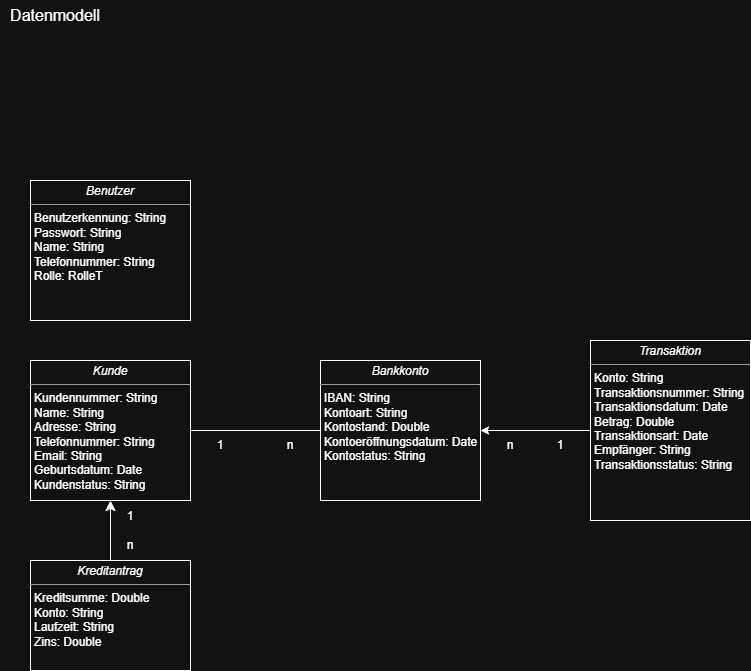 Datenmodell
Benutzer
Benutzerkennung: String
Passwort: String
Name: String
Telefonnummer: String
Rolle: RolleT
Kunde
Kundennummer: String
Name: String
Adresse: String
Telefonnummer: String
Email: String
Geburtsdatum: Date
Kundenstatus: String
1
n
Bankkonto
IBAN: String
Kontoart: String
Kontostand: Double
Kontoeröffnungsdatum: Date
Kontostatus: String
n
1
Transaktion
Konto: String
Transaktionsnummer: String
Transaktionsdatum: Date
Betrag: Double
Transaktionsart: Date
Empfänger: String
Transaktionsstatus: String
1
n
Kreditantrag
Kreditsumme: Double
Konto: String
Laufzeit: String
Zins: Double